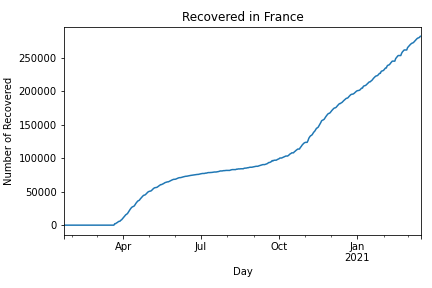 Recovered in France
Number of Recovered
250000
200000
150000
100000
50000
0
Apr Jul Oct Jan
2021
Day